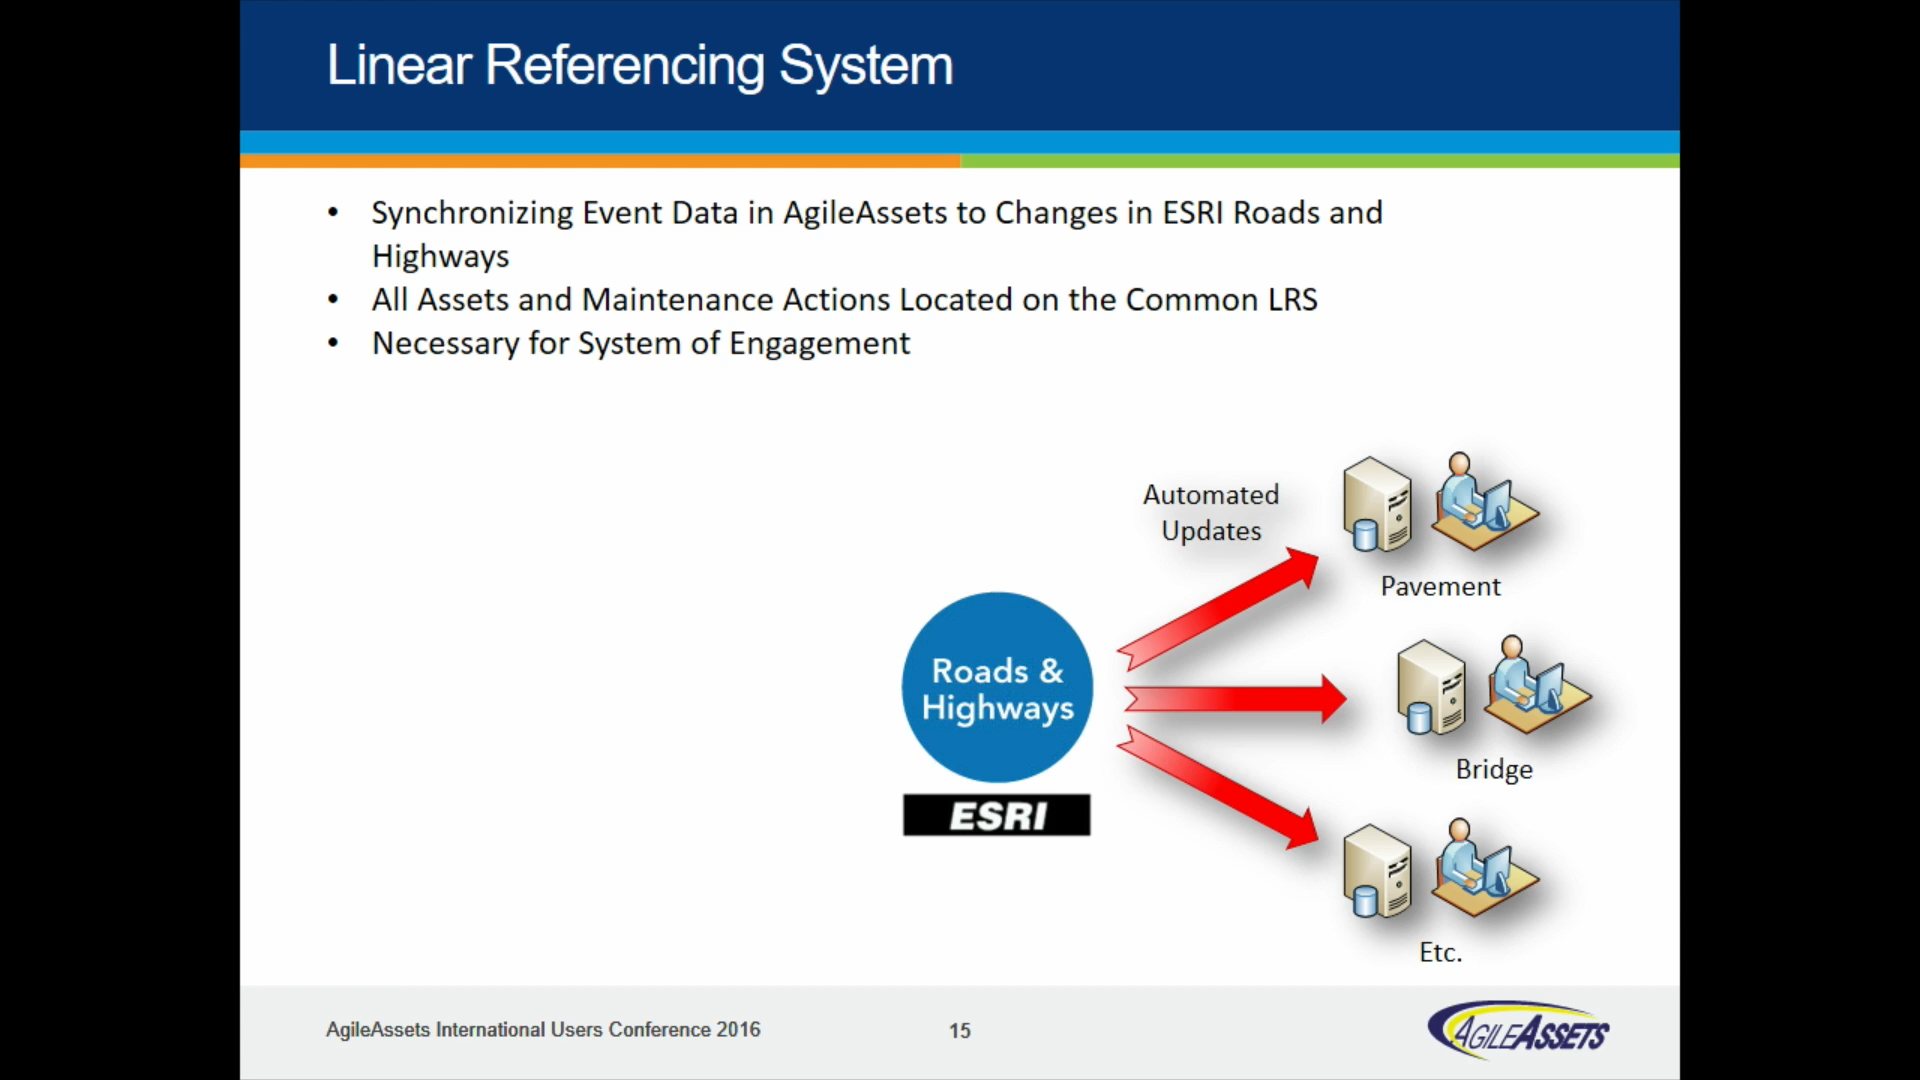 Linear Referencing System
• Synchronizing Event Data in AgileAssets to Changes in ESRI Roads and
Highways
• All Assets and Maintenance Actions Located on the Common LRS
• Necessary for System of Engagement
Automated
Updates
Pavement
Roads &
Highways
Bridge
ESRI
Etc.
AgileAssets International Users Conference 2016
15
AGILEASSETS